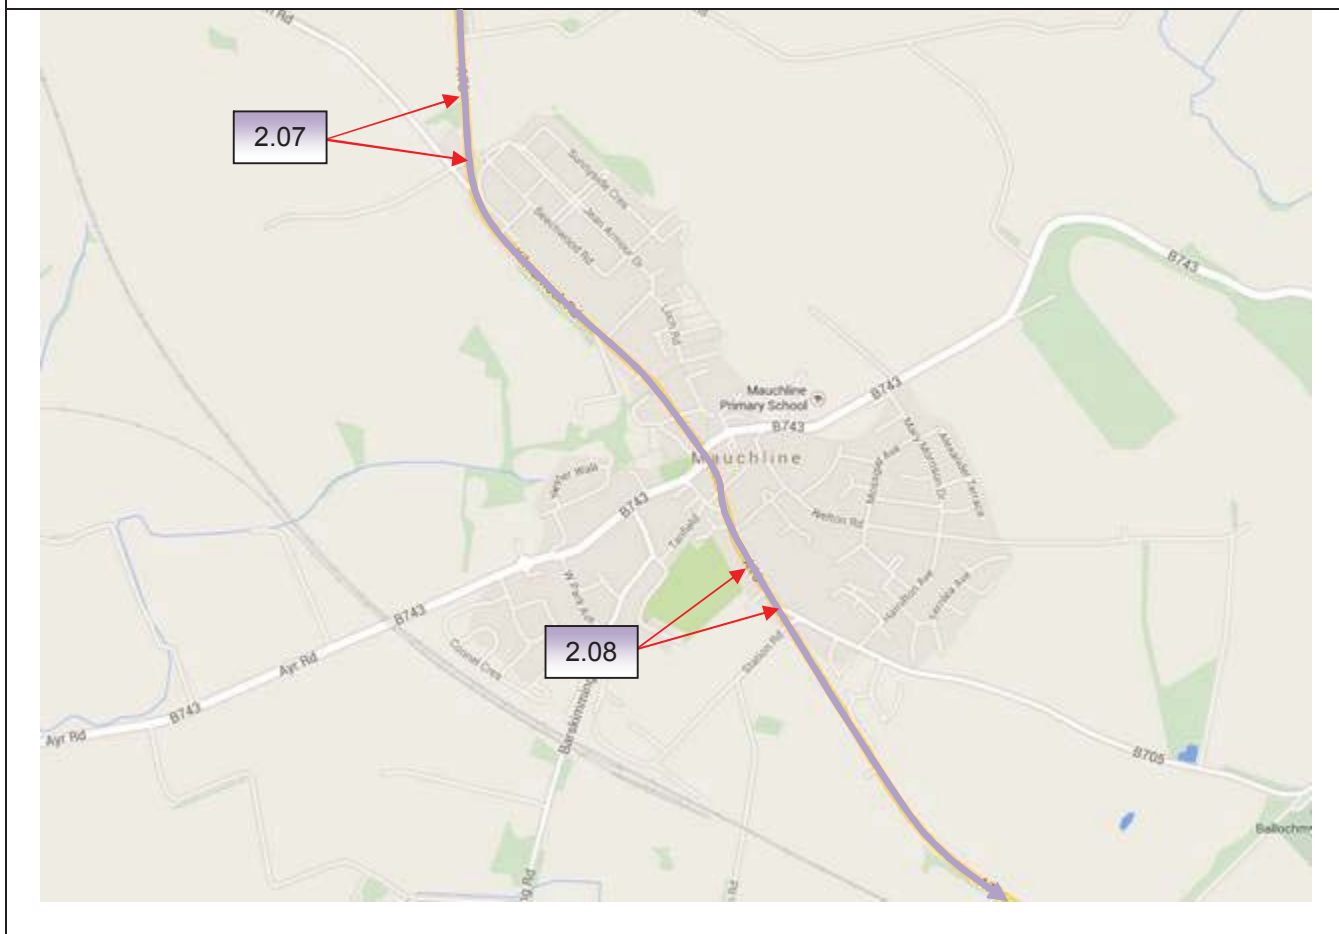 2.07
Sunnyside Cres
Jean Armour Dr
Beechwood Rd
B743
Loch Rd
Mauchline
Primary School
B743
B743
Mauchline
Mary Morrison Dr
Alexander Terrace
Mossgiel Ave
B743
Welton Rd
Tanfield
W Park Ave
Hamilton Ave
B743
2.08
Station Rd
Ayr Rd
B743
Ayr Rd
B705